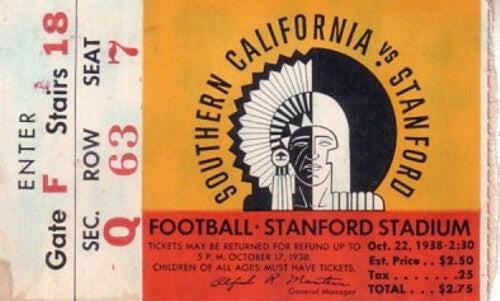 ENTER
Gate F Stairs 18
SEC. ROW SEAT
Q 63 7
SOUTHERN CALIFORNIA vs. STANFORD
FOOTBALL · STANFORD STADIUM
TICKETS MAY BE RETURNED FOR REFUND UP TO
5 P.M. OCTOBER 17, 1938.
CHILDREN OF ALL AGES MUST HAVE TICKETS.
Alfred R. Masters
General Manager
Oct. 22, 1938 - 2:30
Est. Price . . $2.50
Tax . . . . .25
TOTAL . . . $2.75